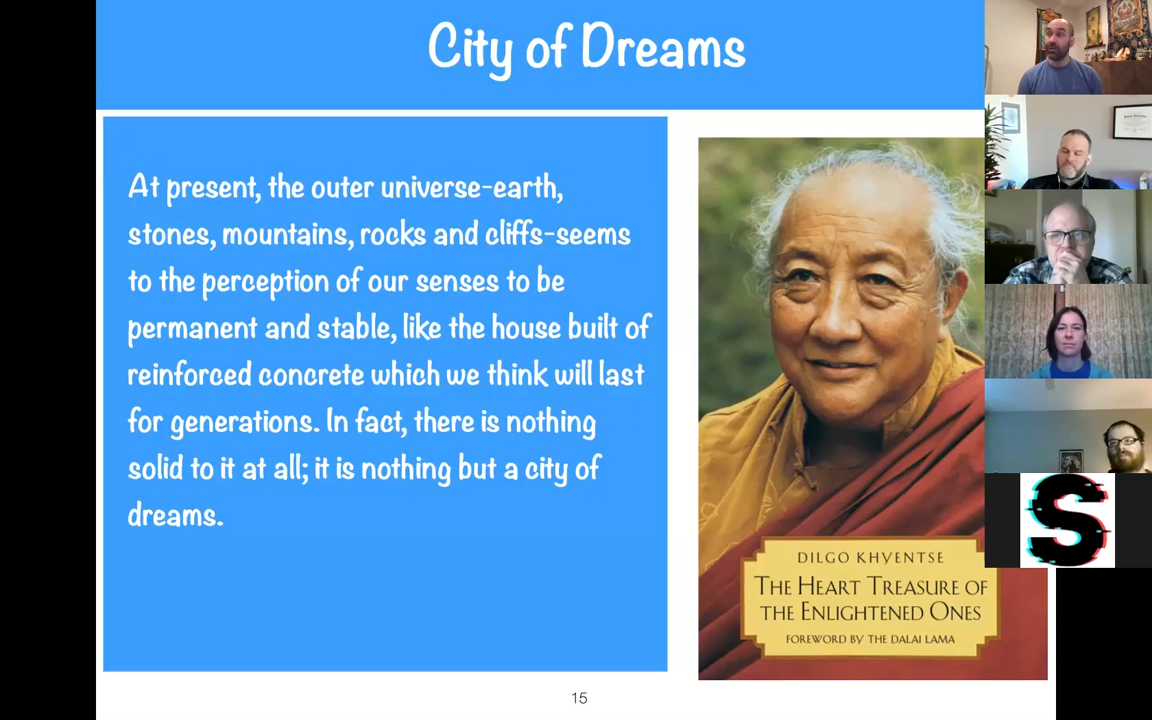 City of Dreams
At present, the outer universe-earth,
stones, mountains, rocks and cliffs-seems
to the perception of our senses to be
permanent and stable, like the house built of
reinforced concrete which we think will last
for generations. In fact, there is nothing
solid to it at all; it is nothing but a city of
dreams.
DILGO KHYENTSE
THE HEART TREASURE OF
THE ENLIGHTENED ONES
FOREWORD BY THE DALAI LAMA
S
15